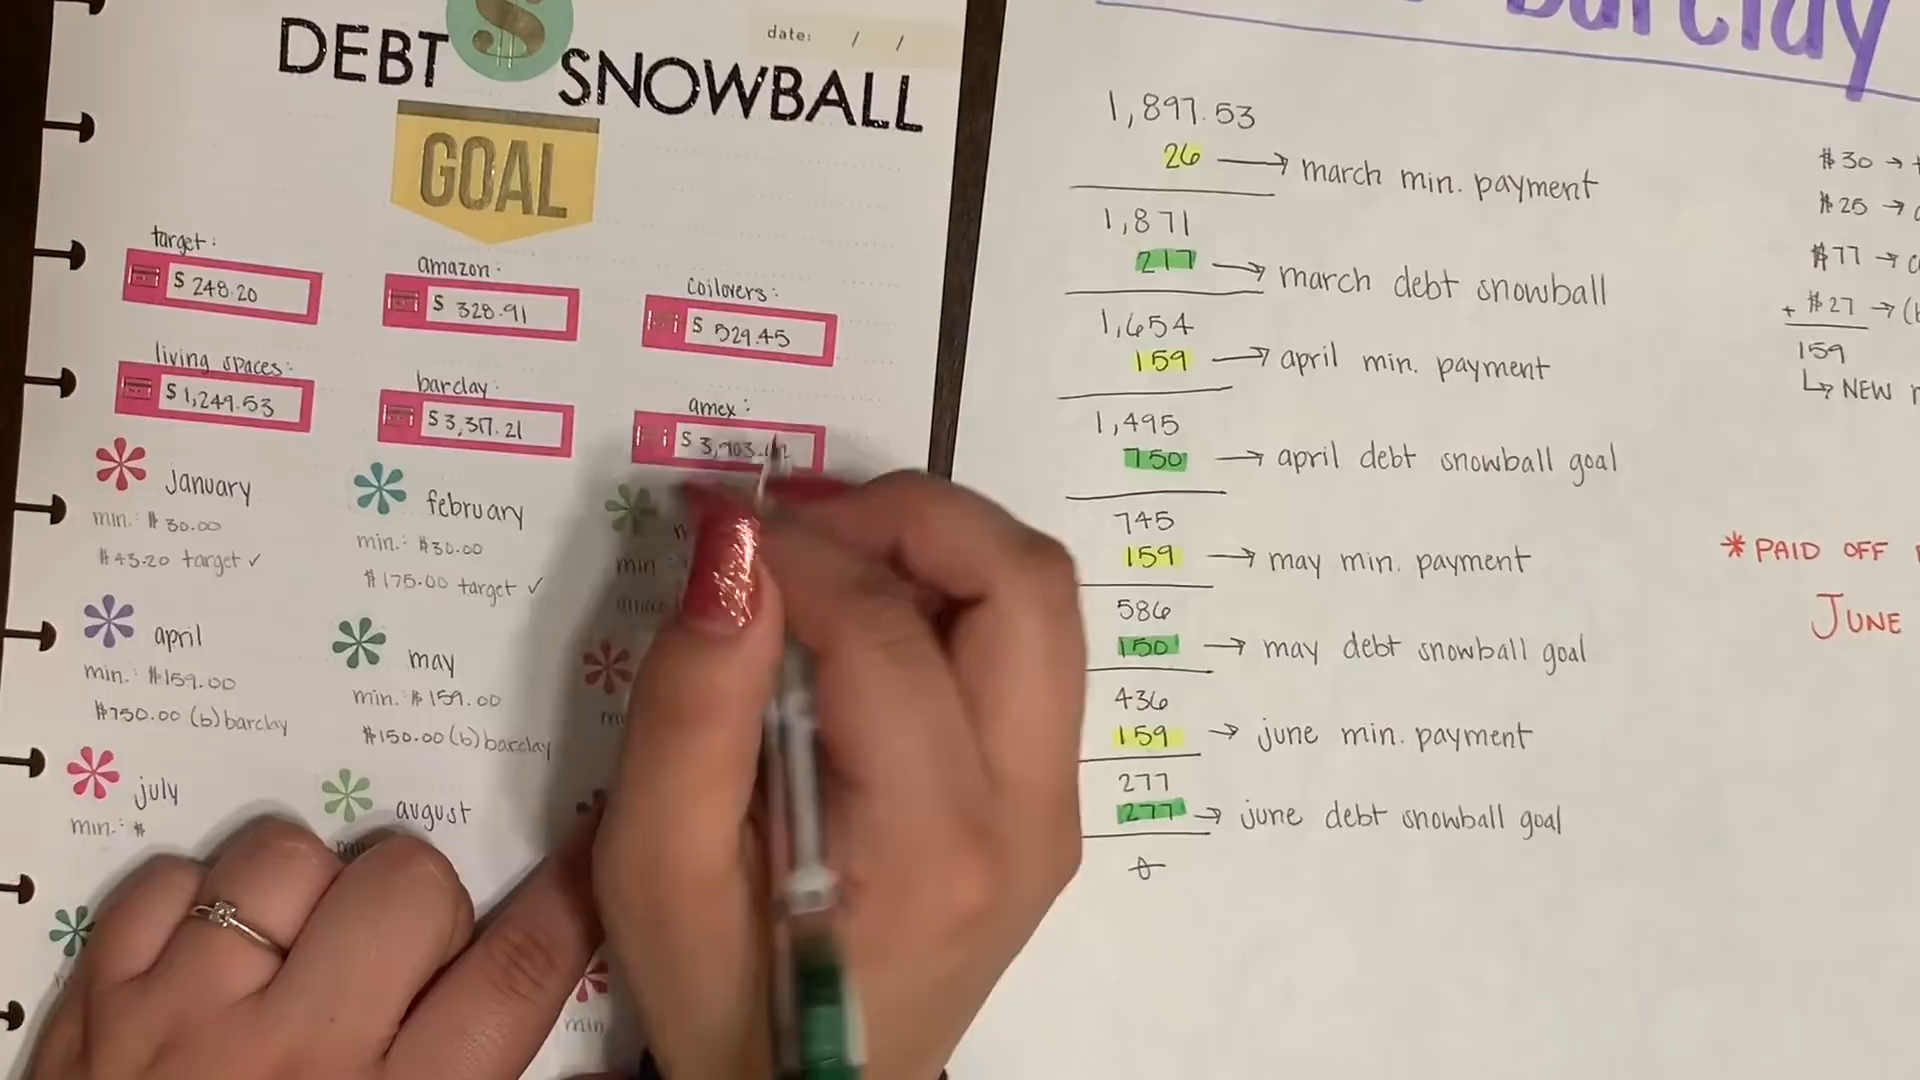 DEBT $ SNOWBALL
date: / /
GOAL
target:
$ 248.20
amazon:
$ 328.91
coilovers:
$ 529.45
living spaces:
$ 1,249.53
barclay:
$ 3,317.21
amex:
$ 3,903.
january
min.: $30.00
$43.20 target ✓
february
min.: $30.00
$175.00 target ✓
min
april
min.: $159.00
$750.00 (b) barclay
may
min.: $159.00
$150.00 (b) barclay
july
min.: $
august
min
barclay
1,897.53
26 → march min. payment
1,871
217 → march debt snowball
1,654
159 → april min. payment
1,495
750 → april debt snowball goal
745
159 → may min. payment
586
150 → may debt snowball goal
436
159 → june min. payment
277
277 → june debt snowball goal
0
$30 →
$25 →
$77 →
+ $27 → (b
159
↳ NEW
* PAID OFF
JUNE